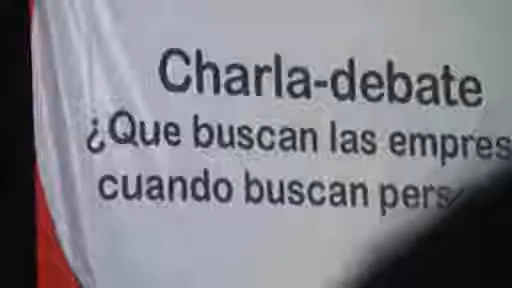 Charla-debate
¿Que buscan las empres
cuando buscan pers